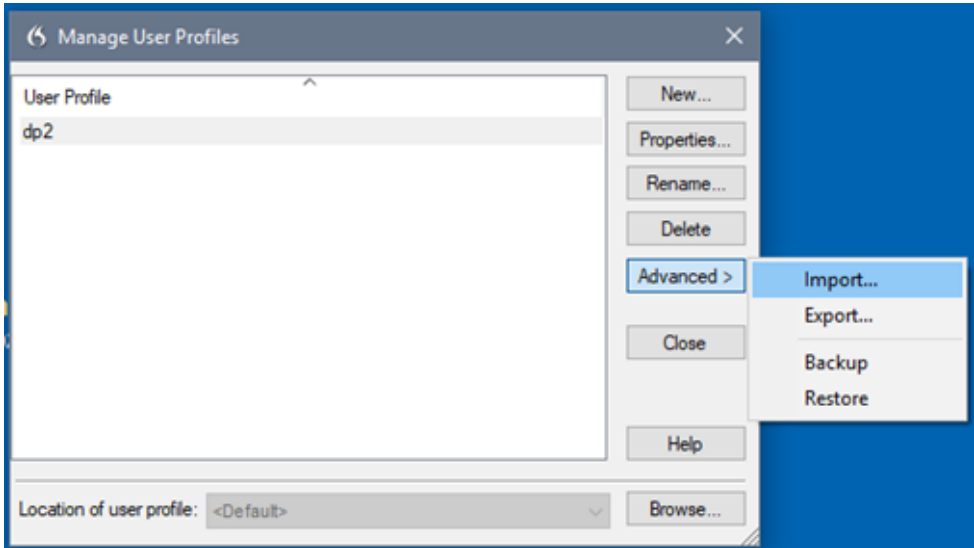 Manage User Profiles
User Profile
dp2
New...
Properties...
Rename...
Delete
Advanced >
Import...
Export...
Backup
Restore
Close
Help
Location of user profile: <Default>
Browse...